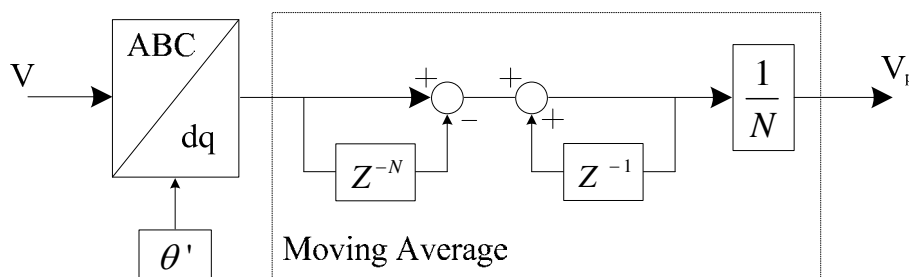 V
ABC
dq
θ '
+
−
+
+
Z^{-N}
Z^{-1}
1
N
V
Moving Average